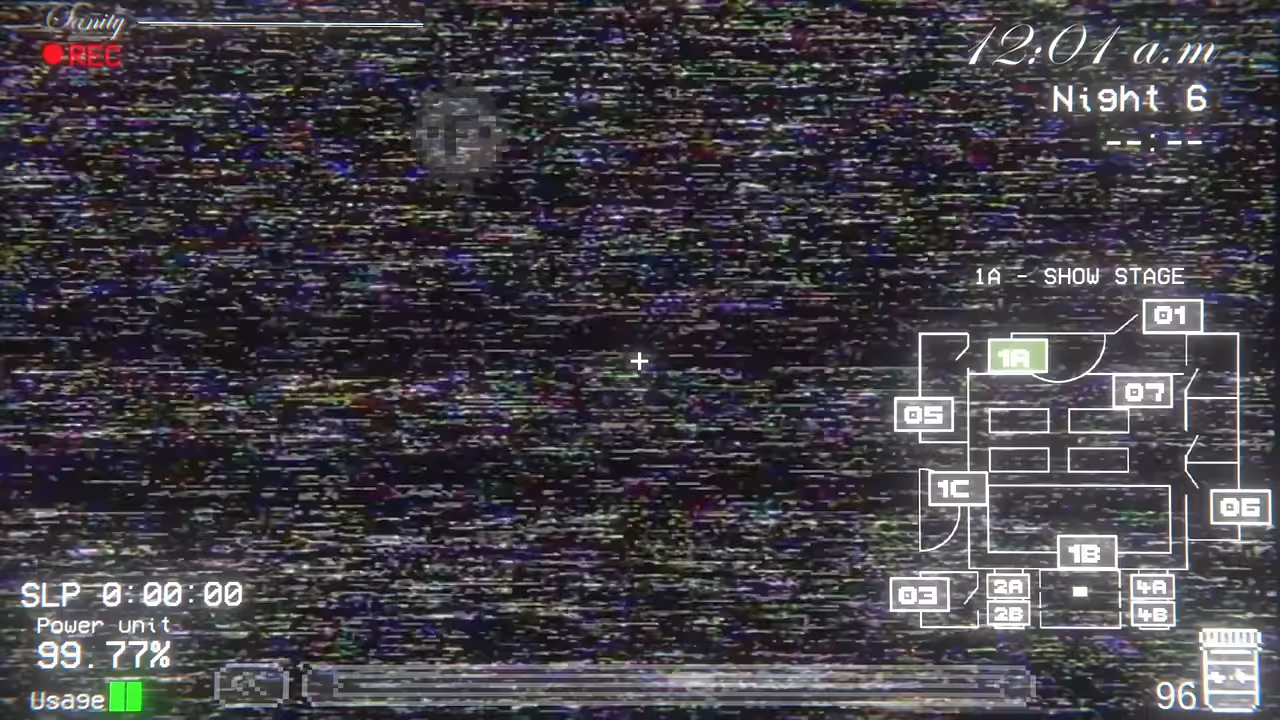 Sanity
REC
12:01 a.m
Night 6
--:--
1A - SHOW STAGE
01
1A
07
05
1C
06
1B
03
2A
4A
2B
4B
SLP 0:00:00
Power unit
99.77%
Usage
<<
96